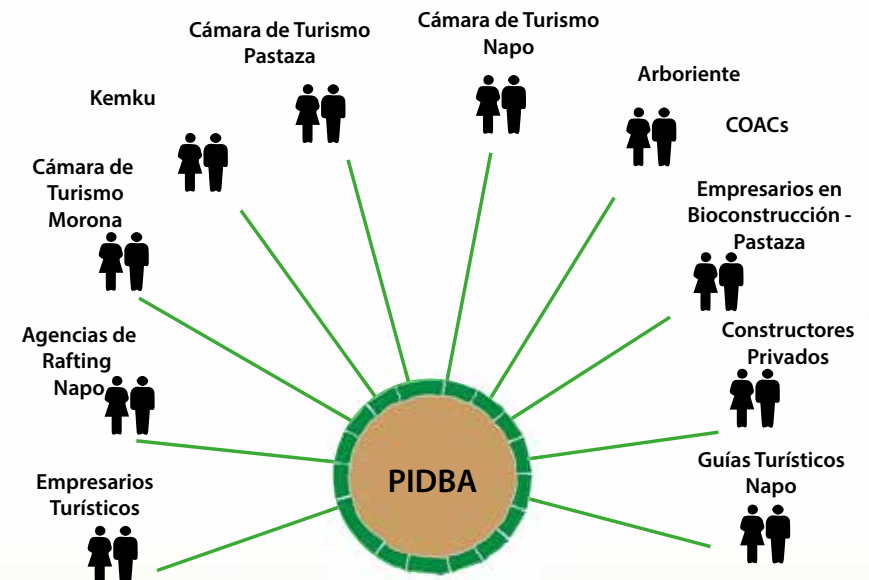 Cámara de Turismo
Pastaza
Cámara de Turismo
Napo
Arboriente
Kemku
COACs
Cámara de
Turismo
Morona
Empresarios en
Bioconstrucción -
Pastaza
Agencias de
Rafting
Napo
Constructores
Privados
Empresarios
Turísticos
PIDBA
Guías Turísticos
Napo